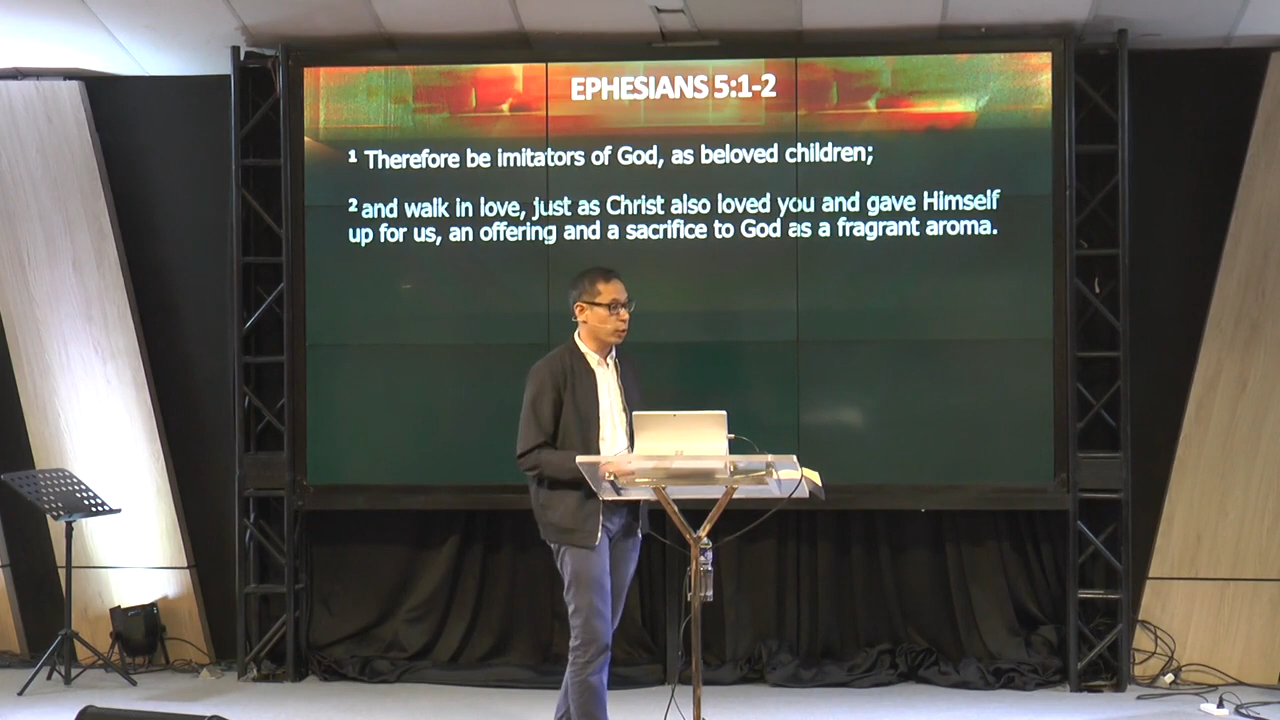 EPHESIANS 5:1-2
1 Therefore be imitators of God, as beloved children;
2 and walk in love, just as Christ also loved you and gave Himself
up for us, an offering and a sacrifice to God as a fragrant aroma.